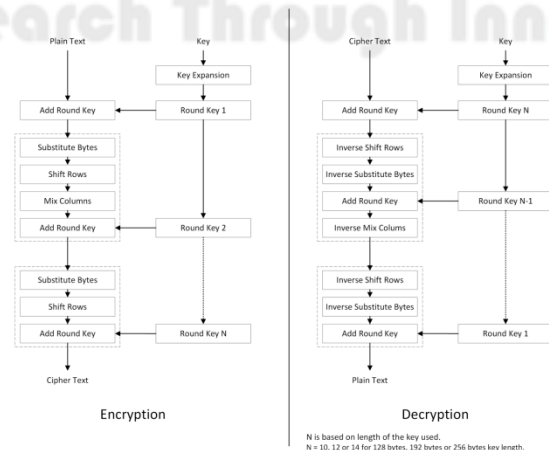 earch Through Inn
Plain Text
Key
Key Expansion
Add Round Key
Round Key 1
Substitute Bytes
Shift Rows
Mix Columns
Add Round Key
Round Key 2
Substitute Bytes
Shift Rows
Add Round Key
Round Key N
Cipher Text
Encryption
Cipher Text
Key
Key Expansion
Add Round Key
Round Key N
Inverse Shift Rows
Inverse Substitute Bytes
Add Round Key
Round Key N-1
Inverse Mix Colums
Inverse Shift Rows
Inverse Substitute Bytes
Add Round Key
Round Key 1
Plain Text
Decryption
N is based on length of the key used.
N = 10, 12 or 14 for 128 bytes, 192 bytes or 256 bytes key length.